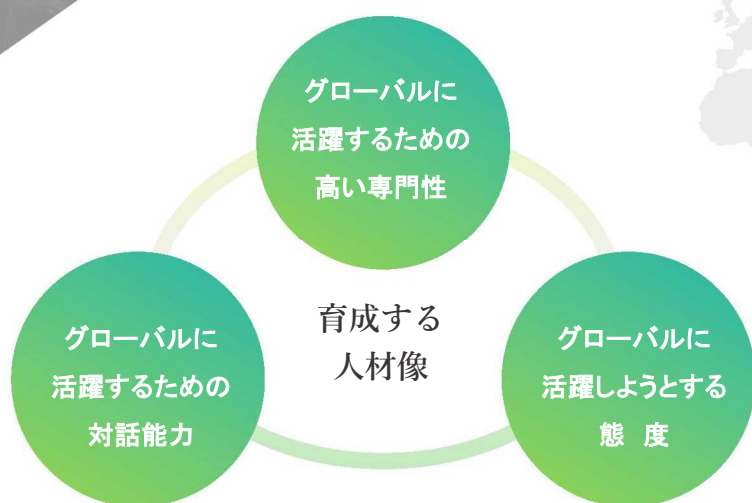 グローバルに
活躍するための
高い専門性
育成する
人材像
グローバルに
活躍するための
対話能力
グローバルに
活躍しようとする
態 度